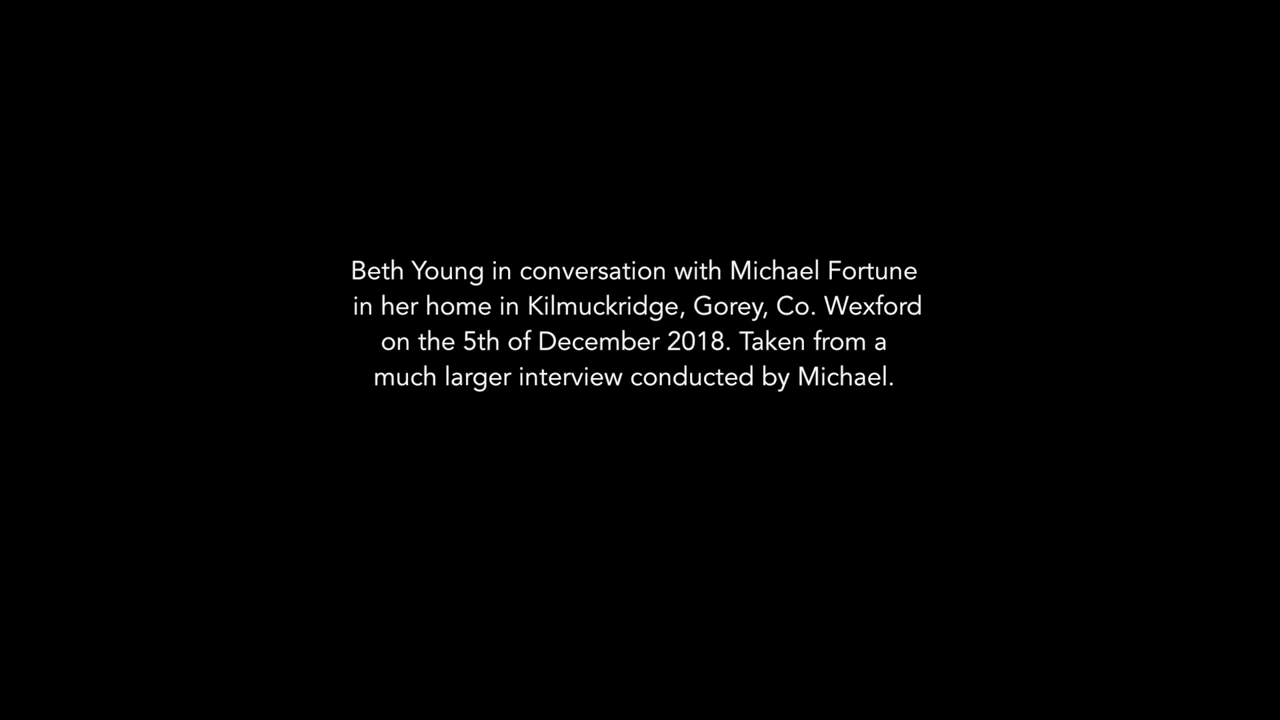 Beth Young in conversation with Michael Fortune
in her home in Kilmuckridge, Gorey, Co. Wexford
on the 5th of December 2018. Taken from a
much larger interview conducted by Michael.